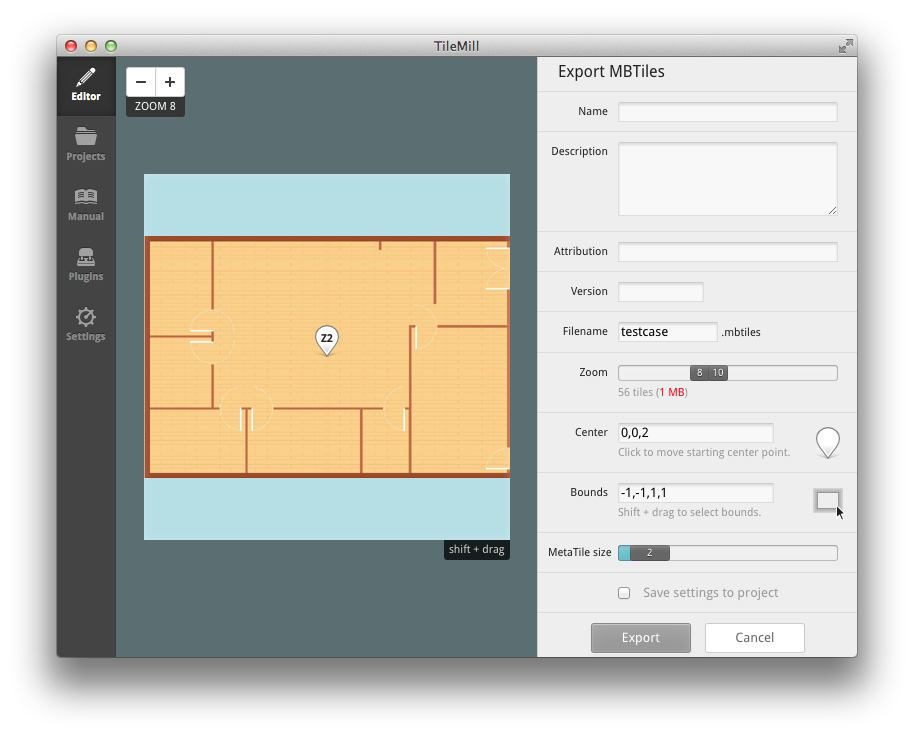 TileMill
Editor
Projects
Manual
Plugins
Settings
− +
ZOOM 8
Z2
shift + drag
Export MBTiles
Name
Description
Attribution
Version
Filename testcase .mbtiles
Zoom 8 10
56 tiles (1 MB)
Center 0,0,2
Click to move starting center point.
Bounds -1,-1,1,1
Shift + drag to select bounds.
MetaTile size 2
Save settings to project
Export Cancel